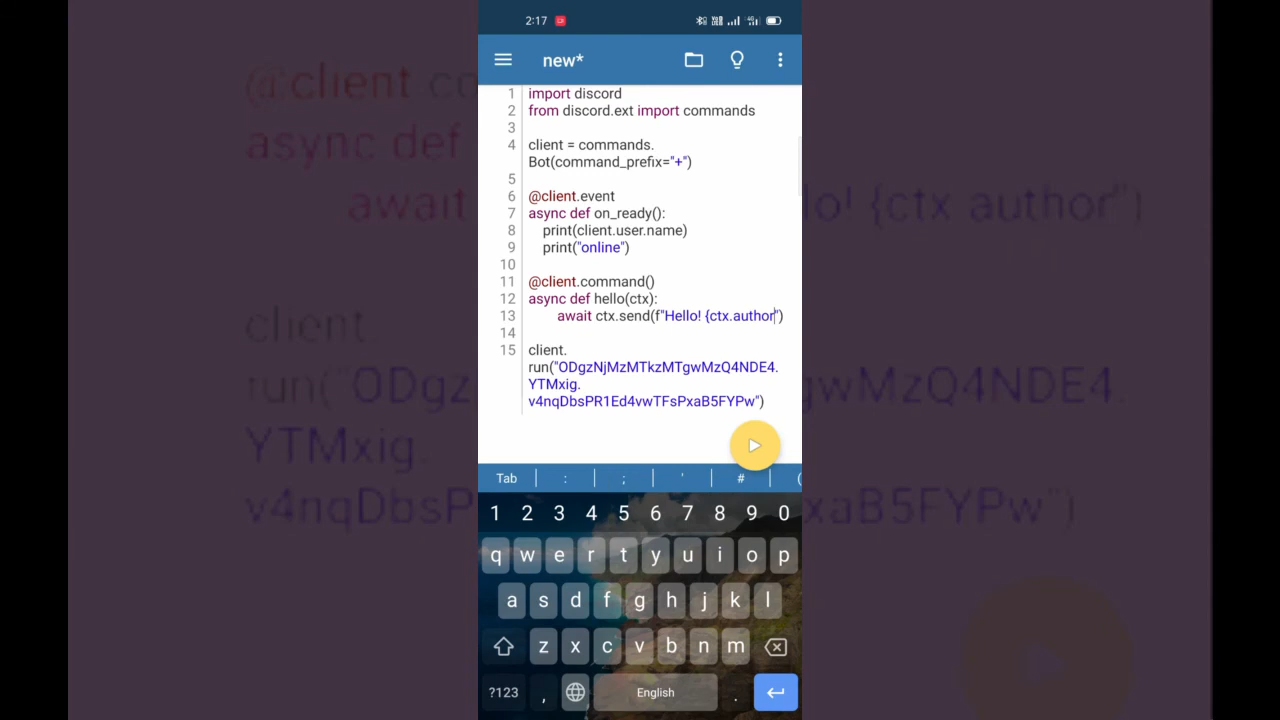 2:17
new*
1 import discord
2 from discord.ext import commands
3
4 client = commands.
Bot(command_prefix="+")
5
6 @client.event
7 async def on_ready():
8 print(client.user.name)
9 print("online")
10
11 @client.command()
12 async def hello(ctx):
13 await ctx.send(f"Hello! {ctx.author")
14
15 client.
run("ODgzNjMzMTkzMTgwMzQ4NDE4.
YTMxig.
v4nqDbsPR1Ed4vwTFsPxaB5FYPw")
Tab : ; ' # (
1 2 3 4 5 6 7 8 9 0
q w e r t y u i o p
a s d f g h j k l
z x c v b n m
?123 , English .